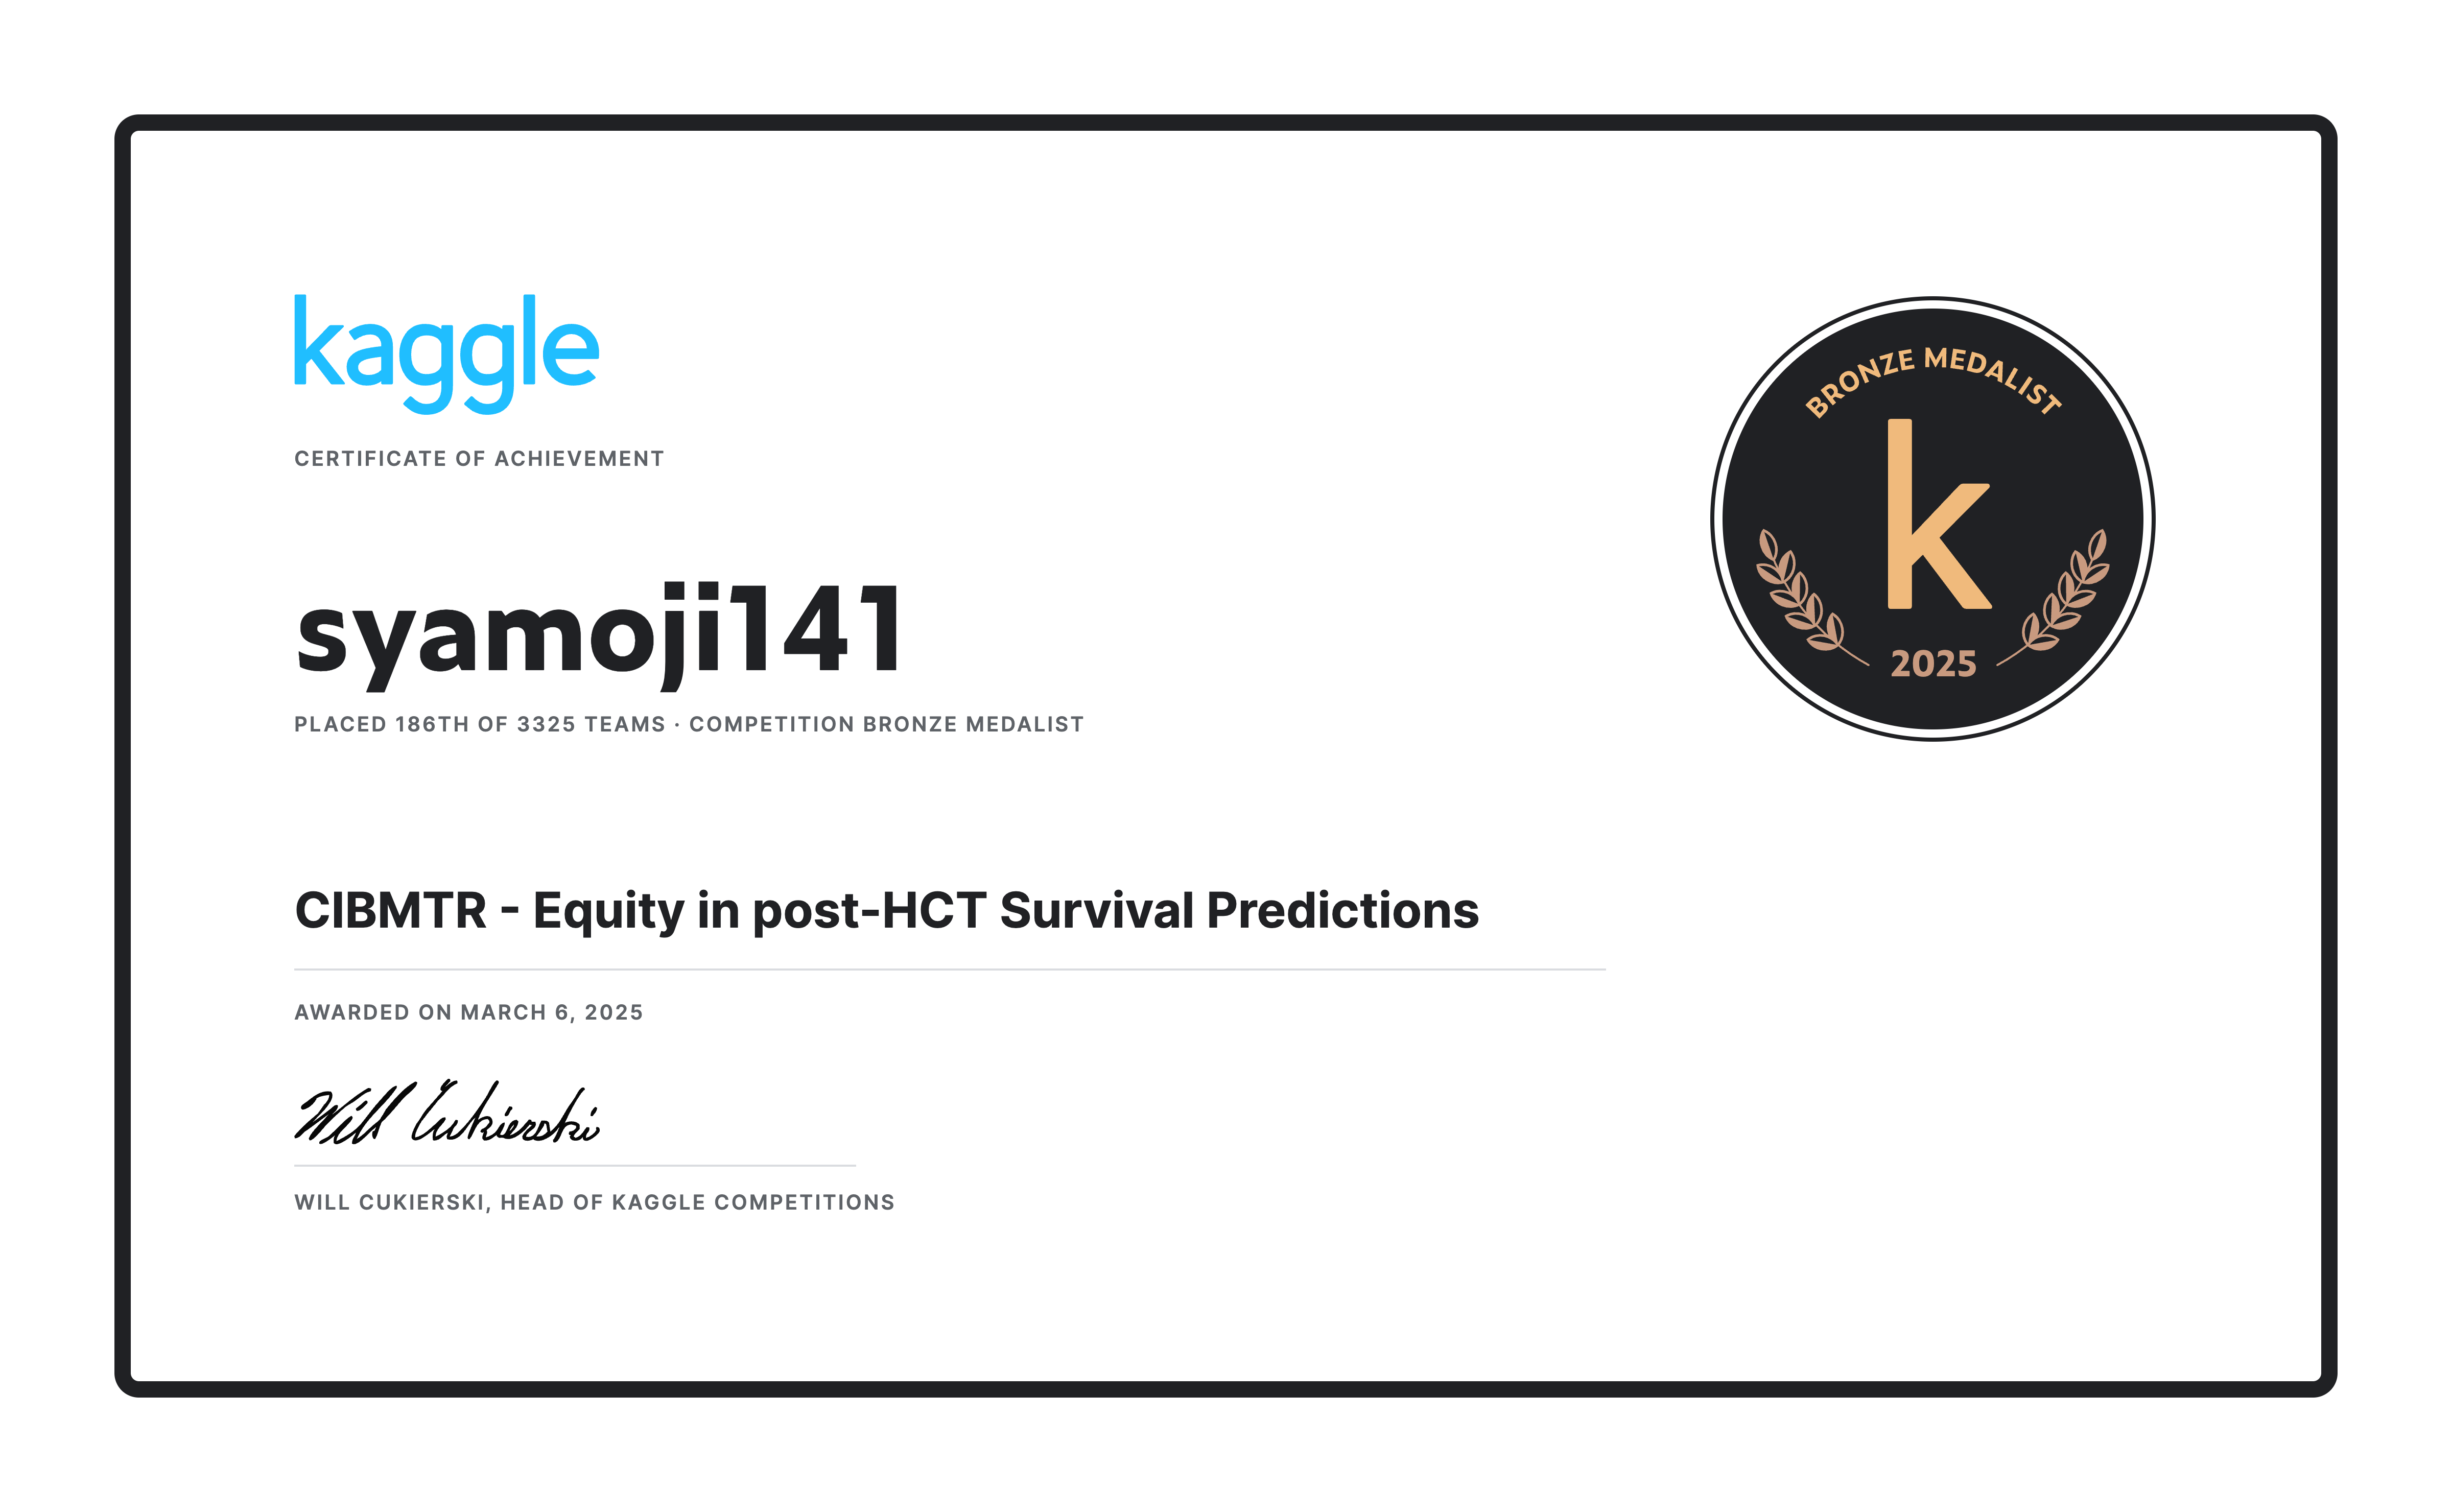 kaggle
CERTIFICATE OF ACHIEVEMENT
syamoji141
PLACED 186TH OF 3325 TEAMS · COMPETITION BRONZE MEDALIST
BRONZE MEDALIST
k
2025
CIBMTR - Equity in post-HCT Survival Predictions
AWARDED ON MARCH 6, 2025
Will Cukierski
WILL CUKIERSKI, HEAD OF KAGGLE COMPETITIONS